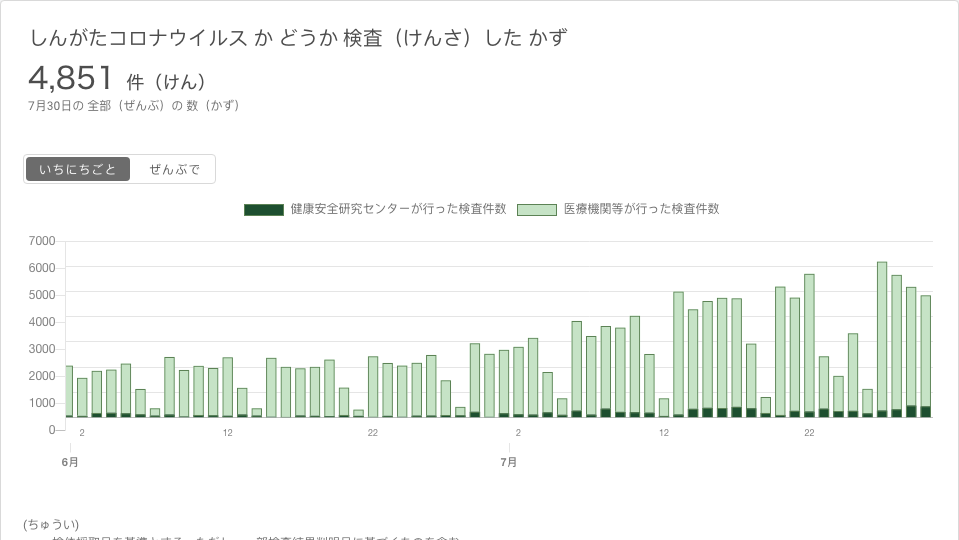 しんがたコロナウイルス か どうか 検査（けんさ）した かず
4,851 件（けん）
7月30日の 全部（ぜんぶ）の 数（かず）
いちにちごと ぜんぶで
健康安全研究センターが行った検査件数 医療機関等が行った検査件数
7000
6000
5000
4000
3000
2000
1000
0
2 12 22 2 12 22
6月 7月
(ちゅうい)